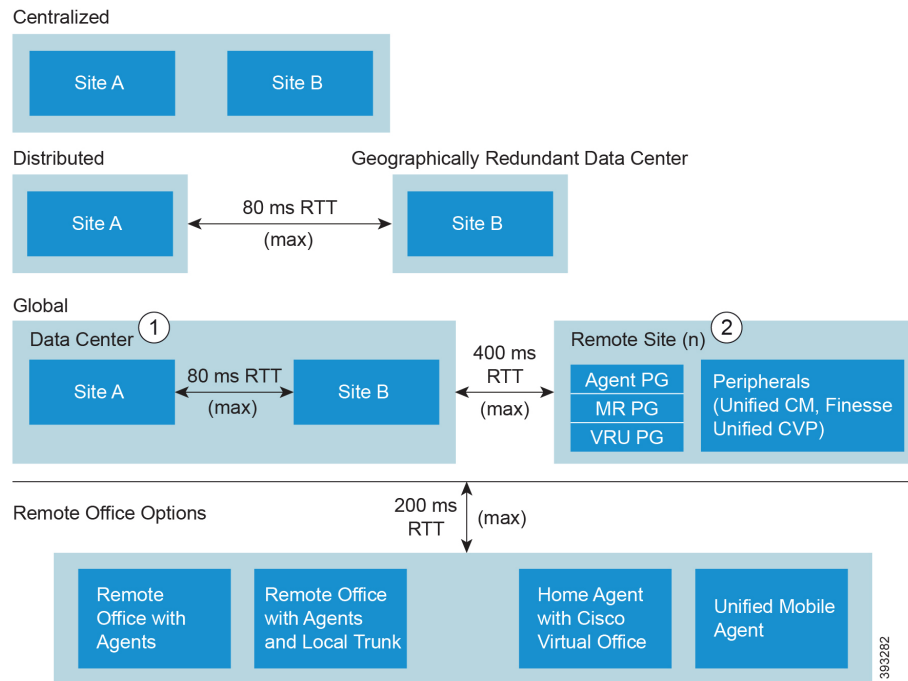 Centralized
Site A
Site B
Distributed
Geographically Redundant Data Center
Site A
80 ms RTT
(max)
Site B
Global
Data Center
1
Site A
80 ms RTT
(max)
Site B
400 ms
RTT
(max)
Remote Site (n)
2
Agent PG
MR PG
VRU PG
Peripherals
(Unified CM, Finesse
Unified CVP)
Remote Office Options
200 ms
RTT
(max)
Remote
Office with
Agents
Remote Office
with Agents
and Local Trunk
Home Agent
with Cisco
Virtual Office
Unified Mobile
Agent
393282